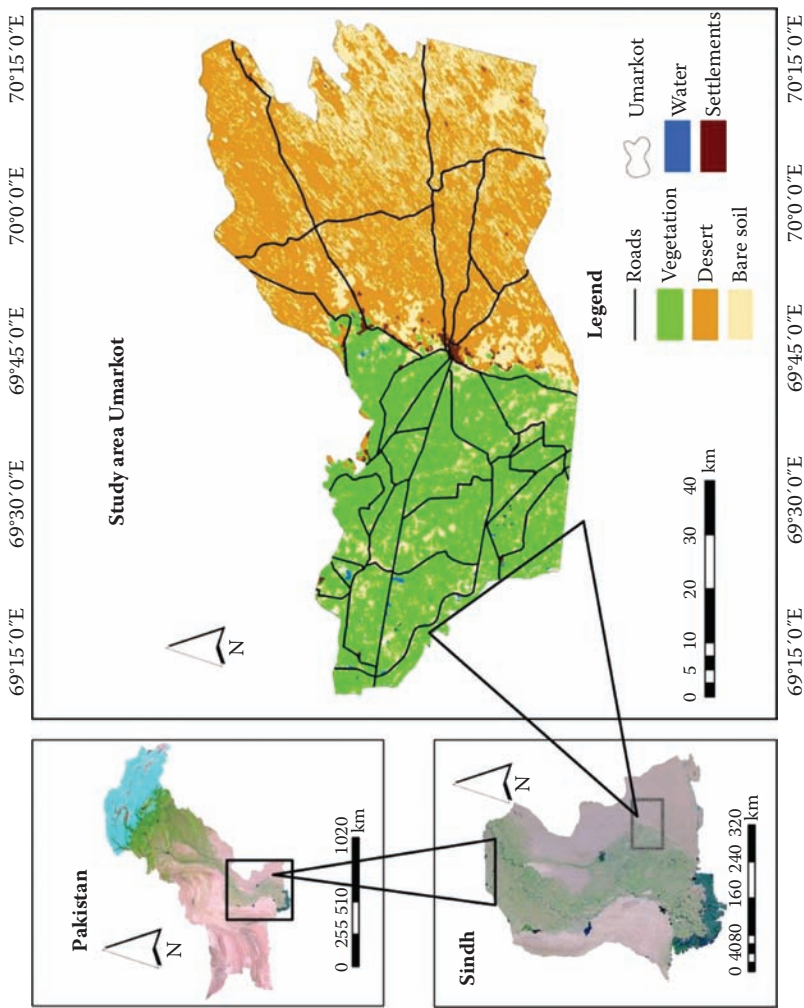 Pakistan
N
0 255 510 1020
km
Sindh
N
0 4080 160 240 320
km
69°15´0˝E 69°30´0˝E 69°45´0˝E 70°0´0˝E 70°15´0˝E
Study area Umarkot
N
0 5 10 20 30 40
km
Legend
Roads
Vegetation
Desert
Bare soil
Umarkot
Water
Settlements
69°15´0˝E 69°30´0˝E 69°45´0˝E 70°0´0˝E 70°15´0˝E